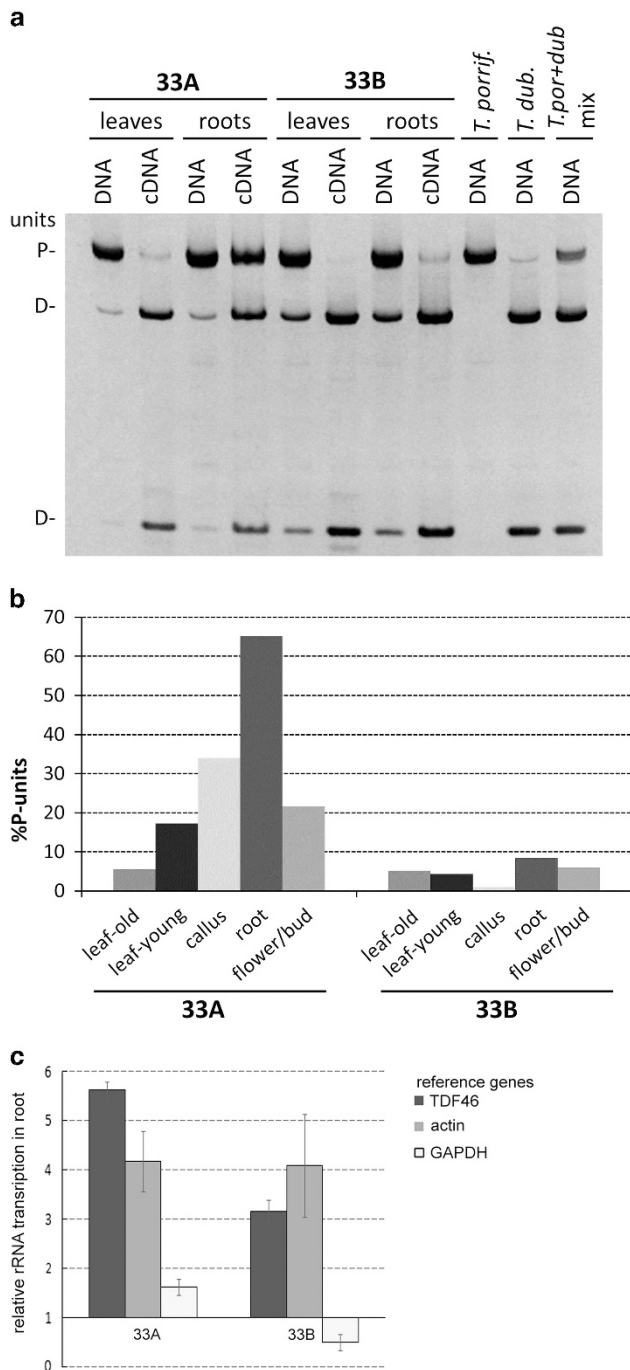 a
33A 33B T. porrif. T. dub. T.por+dub mix
leaves roots leaves roots
DNA cDNA DNA cDNA DNA cDNA DNA cDNA DNA DNA DNA
units
P-
D-
D-
b
70
60
50
40
30
20
10
0
%P-units
leaf-old leaf-young callus root flower/bud leaf-old leaf-young callus root flower/bud
33A 33B
c
6
5
4
3
2
1
0
relative rRNA transcription in root
33A 33B
reference genes
TDF46
actin
GAPDH